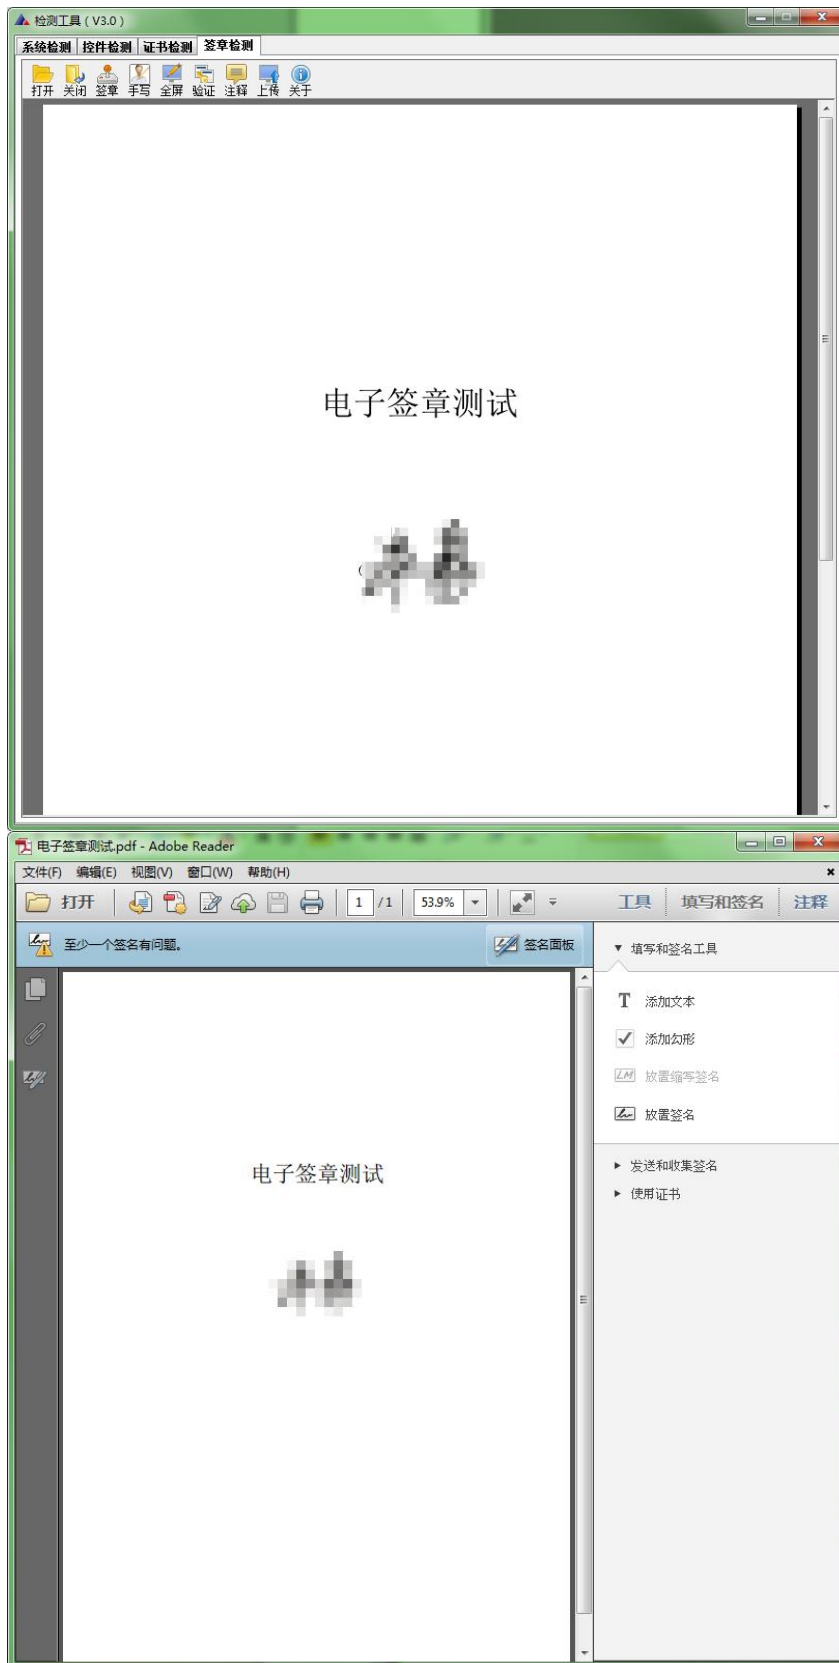 检测工具（V3.0）
系统检测 控件检测 证书检测 签章检测
打开 关闭 签章 手写 全屏 验证 注释 上传 关于
电子签章测试
电子签章测试.pdf - Adobe Reader
文件(F) 编辑(E) 视图(V) 窗口(W) 帮助(H)
打开 1 /1 53.9% 工具 填写和签名 注释
至少一个签名有问题。 签名面板
填写和签名工具
T 添加文本
添加勾形
LM 放置缩写签名
放置签名
发送和收集签名
使用证书
电子签章测试